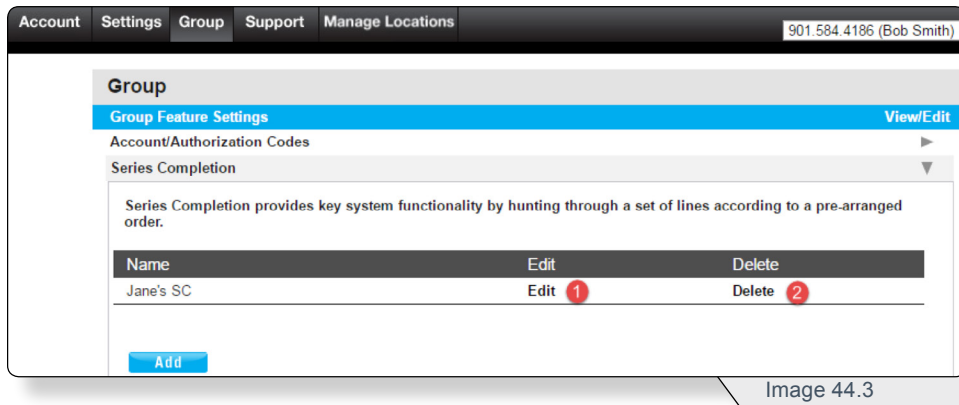 Account Settings Group Support Manage Locations
901.584.4186 (Bob Smith)
Group
Group Feature Settings View/Edit
Account/Authorization Codes
Series Completion
Series Completion provides key system functionality by hunting through a set of lines according to a pre-arranged
order.
Name Edit Delete
Jane's SC Edit 1 Delete 2
Add
Image 44.3